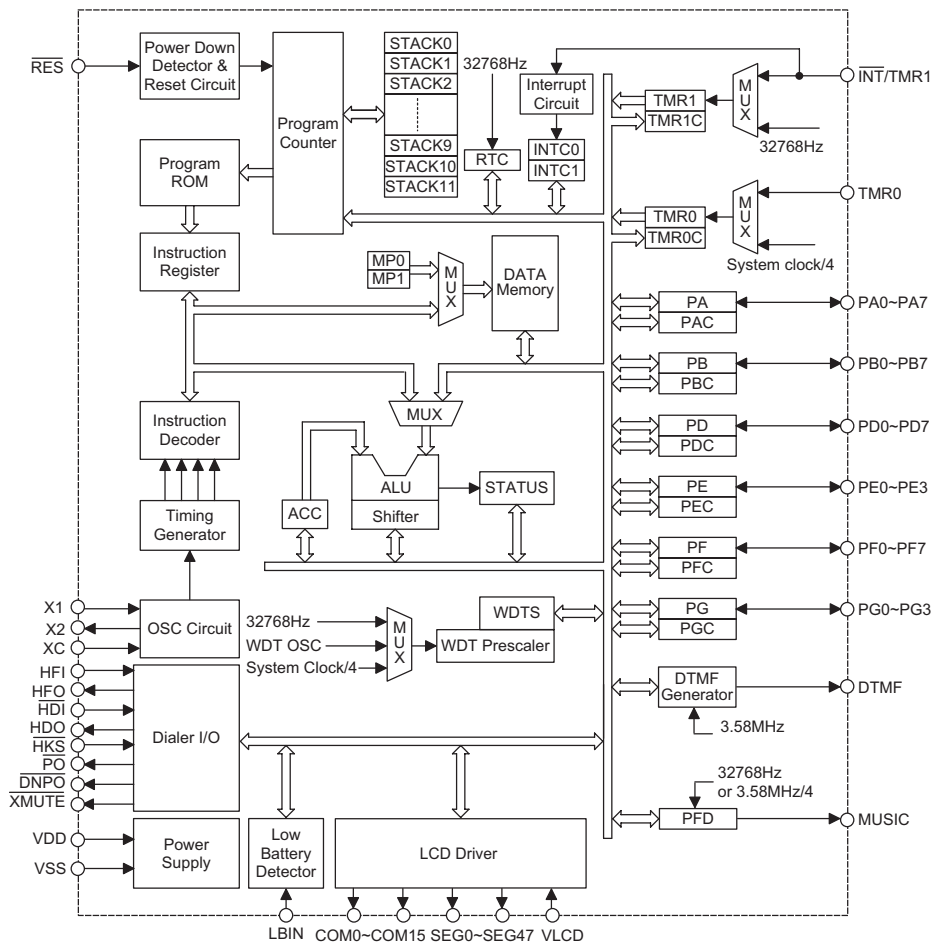 RES
Power Down
Detector &
Reset Circuit
Program
Counter
STACK0
STACK1
STACK2
STACK9
STACK10
STACK11
32768Hz
RTC
Interrupt
Circuit
INTC0
INTC1
TMR1
TMR1C
MUX
32768Hz
INT/TMR1
TMR0
TMR0C
MUX
System clock/4
TMR0
Program
ROM
Instruction
Register
MP0
MP1
MUX
DATA
Memory
PA
PAC
PA0~PA7
PB
PBC
PB0~PB7
PD
PDC
PD0~PD7
PE
PEC
PE0~PE3
PF
PFC
PF0~PF7
PG
PGC
PG0~PG3
MUX
Instruction
Decoder
ALU
Shifter
STATUS
ACC
Timing
Generator
X1
X2
XC
OSC Circuit
32768Hz
WDT OSC
System Clock/4
MUX
WDTS
WDT Prescaler
HFI
HFO
HDI
HDO
HKS
PO
DNPO
XMUTE
Dialer I/O
DTMF
Generator
3.58MHz
DTMF
32768Hz
or 3.58MHz/4
PFD
MUSIC
VDD
VSS
Power
Supply
Low
Battery
Detector
LCD Driver
LBIN
COM0~COM15
SEG0~SEG47
VLCD